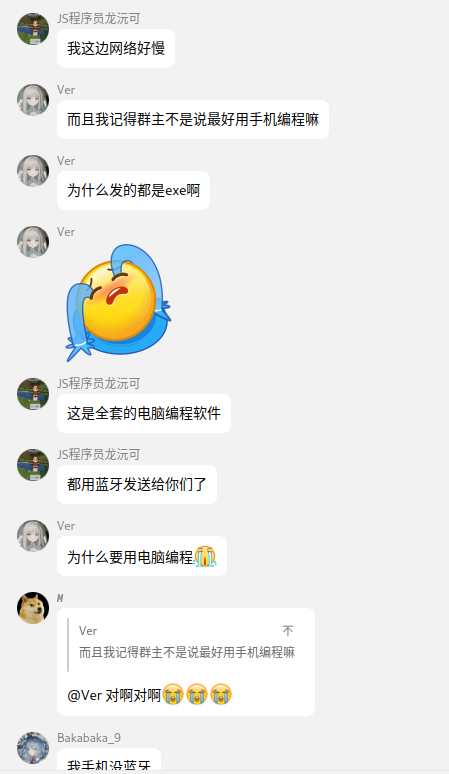 JS程序员龙沅可
我这边网络好慢
Ver
而且我记得群主不是说最好用手机编程嘛
Ver
为什么发的都是exe啊
Ver
JS程序员龙沅可
这是全套的电脑编程软件
JS程序员龙沅可
都用蓝牙发送给你们了
Ver
为什么要用电脑编程😭
M
Ver
而且我记得群主不是说最好用手机编程嘛
@Ver 对啊对啊😭😭😭
Bakabaka_9
我手机没蓝牙